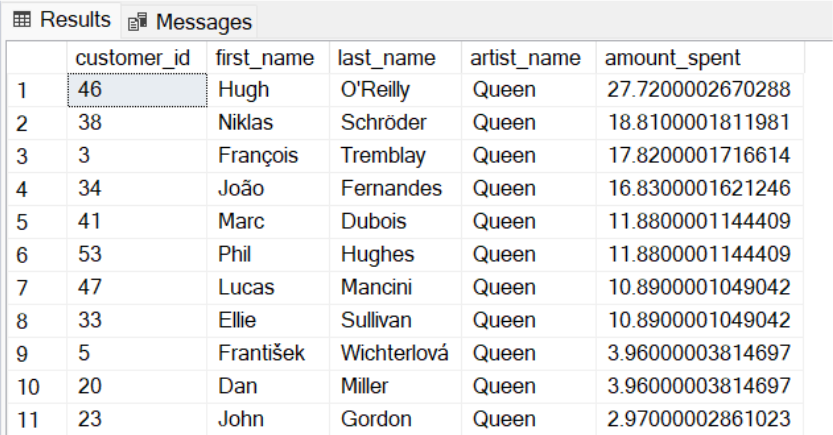 Results Messages
customer_id first_name last_name artist_name amount_spent
1 46 Hugh O'Reilly Queen 27.7200002670288
2 38 Niklas Schröder Queen 18.8100001811981
3 3 François Tremblay Queen 17.8200001716614
4 34 João Fernandes Queen 16.8300001621246
5 41 Marc Dubois Queen 11.8800001144409
6 53 Phil Hughes Queen 11.8800001144409
7 47 Lucas Mancini Queen 10.8900001049042
8 33 Ellie Sullivan Queen 10.8900001049042
9 5 František Wichterlová Queen 3.96000003814697
10 20 Dan Miller Queen 3.96000003814697
11 23 John Gordon Queen 2.97000002861023